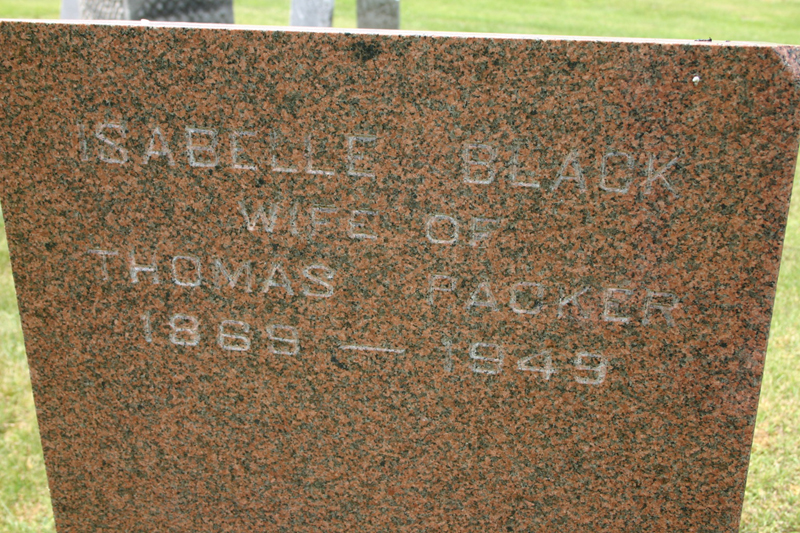 ISABELLE BLACK
WIFE OF
THOMAS PACKER
1869 — 1949